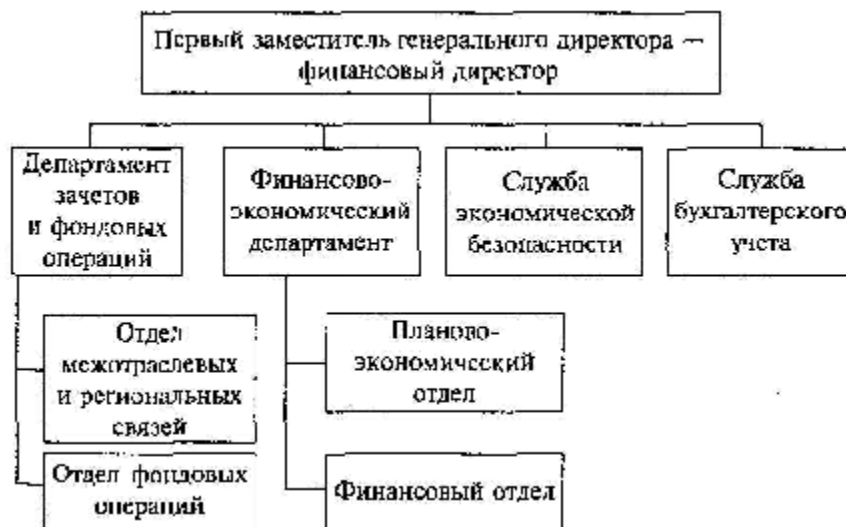 Первый заместитель генерального директора —
финансовый директор
Департамент
зачетов
и фондовых
операций
Финансово-
экономический
департамент
Служба
экономической
безопасности
Служба
бухгалтерского
учета
Отдел
межотраслевых
и региональных
связей
Планово-
экономический
отдел
Отдел фондовых
операций
Финансовый отдел